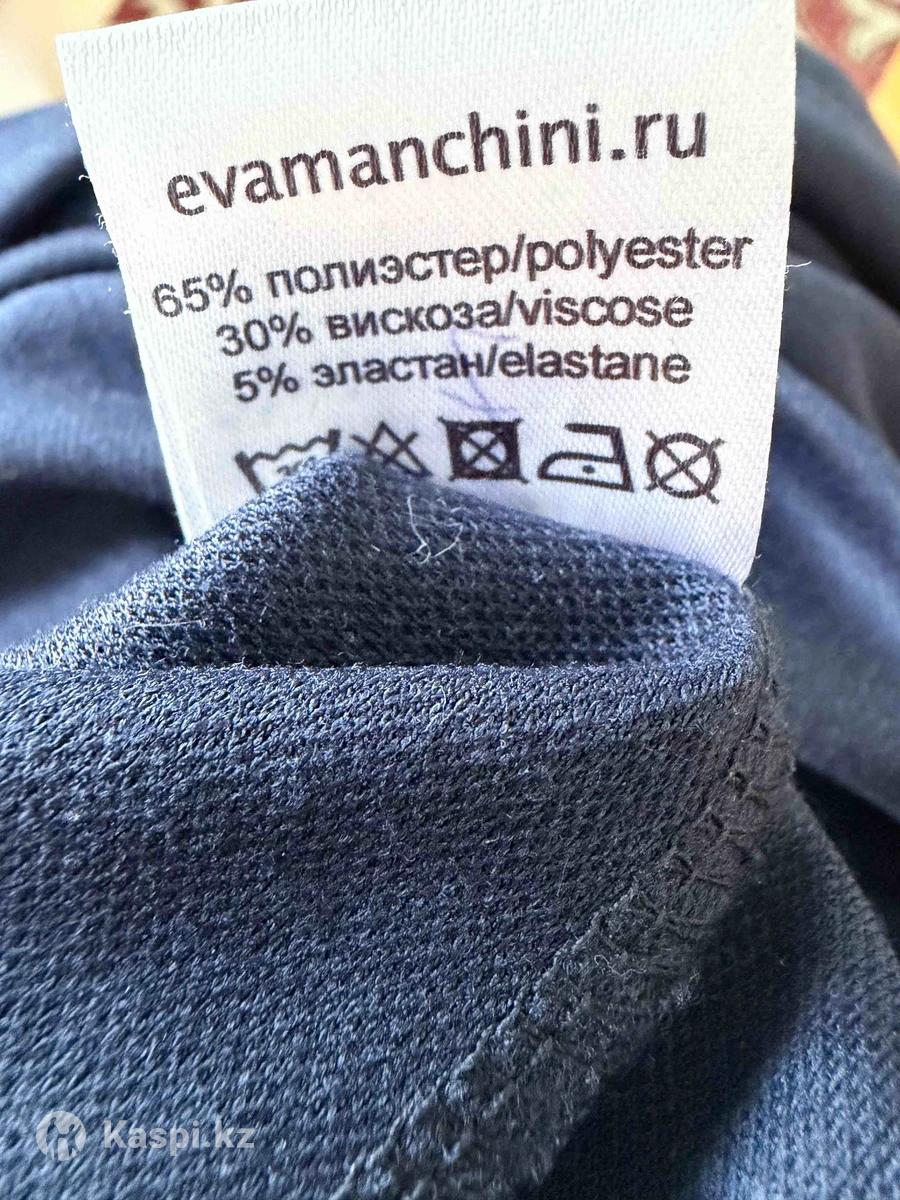 evamanchini.ru
65% полиэстер/polyester
30% вискоза/viscose
5% эластан/elastane
Kaspi.kz